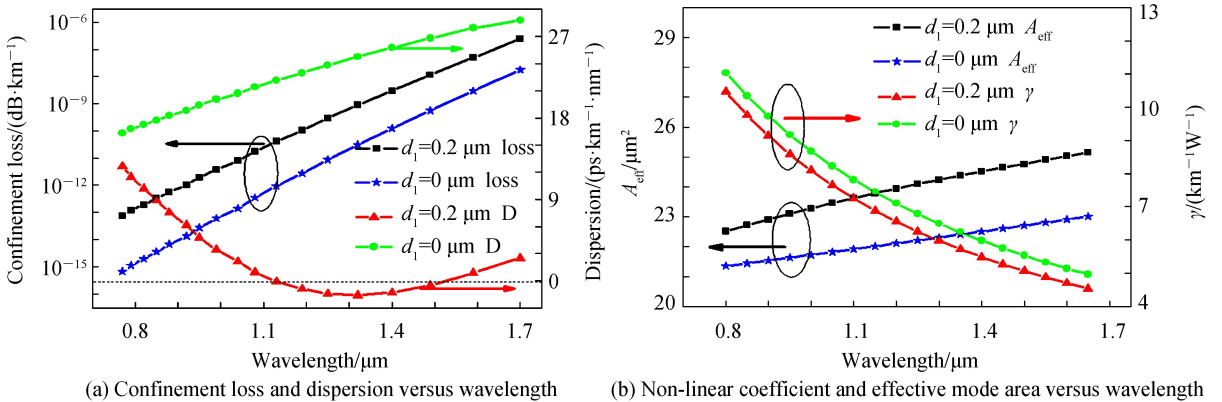 Confinement loss/(dB·km−1)
10−6
10−9
10−12
10−15
27
18
9
0
Dispersion/(ps·km−1·nm−1)
d1=0.2 μm loss
d1=0 μm loss
d1=0.2 μm D
d1=0 μm D
0.8 1.1 1.4 1.7
Wavelength/μm
(a) Confinement loss and dispersion versus wavelength
Aeff/μm2
29
26
23
20
13
10
7
4
γ/(km−1W−1)
d1=0.2 μm Aeff
d1=0 μm Aeff
d1=0.2 μm γ
d1=0 μm γ
0.8 1.1 1.4 1.7
Wavelength/μm
(b) Non-linear coefficient and effective mode area versus wavelength